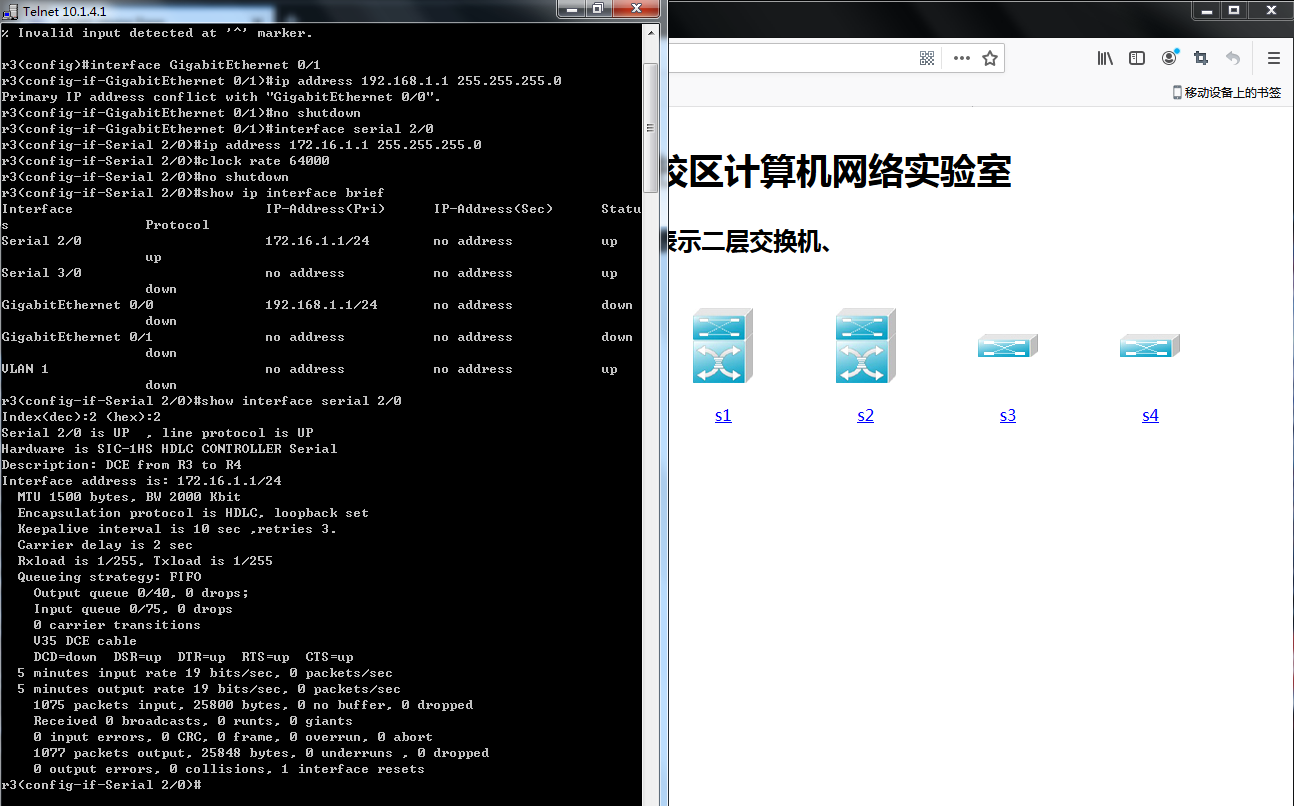 Telnet 10.1.4.1
% Invalid input detected at '^' marker.
r3(config)#interface GigabitEthernet 0/1
r3(config-if-GigabitEthernet 0/1)#ip address 192.168.1.1 255.255.255.0
Primary IP address conflict with "GigabitEthernet 0/0".
r3(config-if-GigabitEthernet 0/1)#no shutdown
r3(config-if-GigabitEthernet 0/1)#interface serial 2/0
r3(config-if-Serial 2/0)#ip address 172.16.1.1 255.255.255.0
r3(config-if-Serial 2/0)#clock rate 64000
r3(config-if-Serial 2/0)#no shutdown
r3(config-if-Serial 2/0)#show ip interface brief
Interface IP-Address(Pri) IP-Address(Sec) Statu
s Protocol
Serial 2/0 172.16.1.1/24 no address up
up
Serial 3/0 no address no address up
down
GigabitEthernet 0/0 192.168.1.1/24 no address down
down
GigabitEthernet 0/1 no address no address down
down
VLAN 1 no address no address up
down
r3(config-if-Serial 2/0)#show interface serial 2/0
Index(dec):2 (hex):2
Serial 2/0 is UP , line protocol is UP
Hardware is SIC-1HS HDLC CONTROLLER Serial
Description: DCE from R3 to R4
Interface address is: 172.16.1.1/24
MTU 1500 bytes, BW 2000 Kbit
Encapsulation protocol is HDLC, loopback set
Keepalive interval is 10 sec ,retries 3.
Carrier delay is 2 sec
Rxload is 1/255, Txload is 1/255
Queueing strategy: FIFO
Output queue 0/40, 0 drops;
Input queue 0/75, 0 drops
0 carrier transitions
V35 DCE cable
DCD=down DSR=up DTR=up RTS=up CTS=up
5 minutes input rate 19 bits/sec, 0 packets/sec
5 minutes output rate 19 bits/sec, 0 packets/sec
1075 packets input, 25800 bytes, 0 no buffer, 0 dropped
Received 0 broadcasts, 0 runts, 0 giants
0 input errors, 0 CRC, 0 frame, 0 overrun, 0 abort
1077 packets output, 25848 bytes, 0 underruns , 0 dropped
0 output errors, 0 collisions, 1 interface resets
r3(config-if-Serial 2/0)#
移动设备上的书签
校区计算机网络实验室
表示二层交换机、
s1
s2
s3
s4